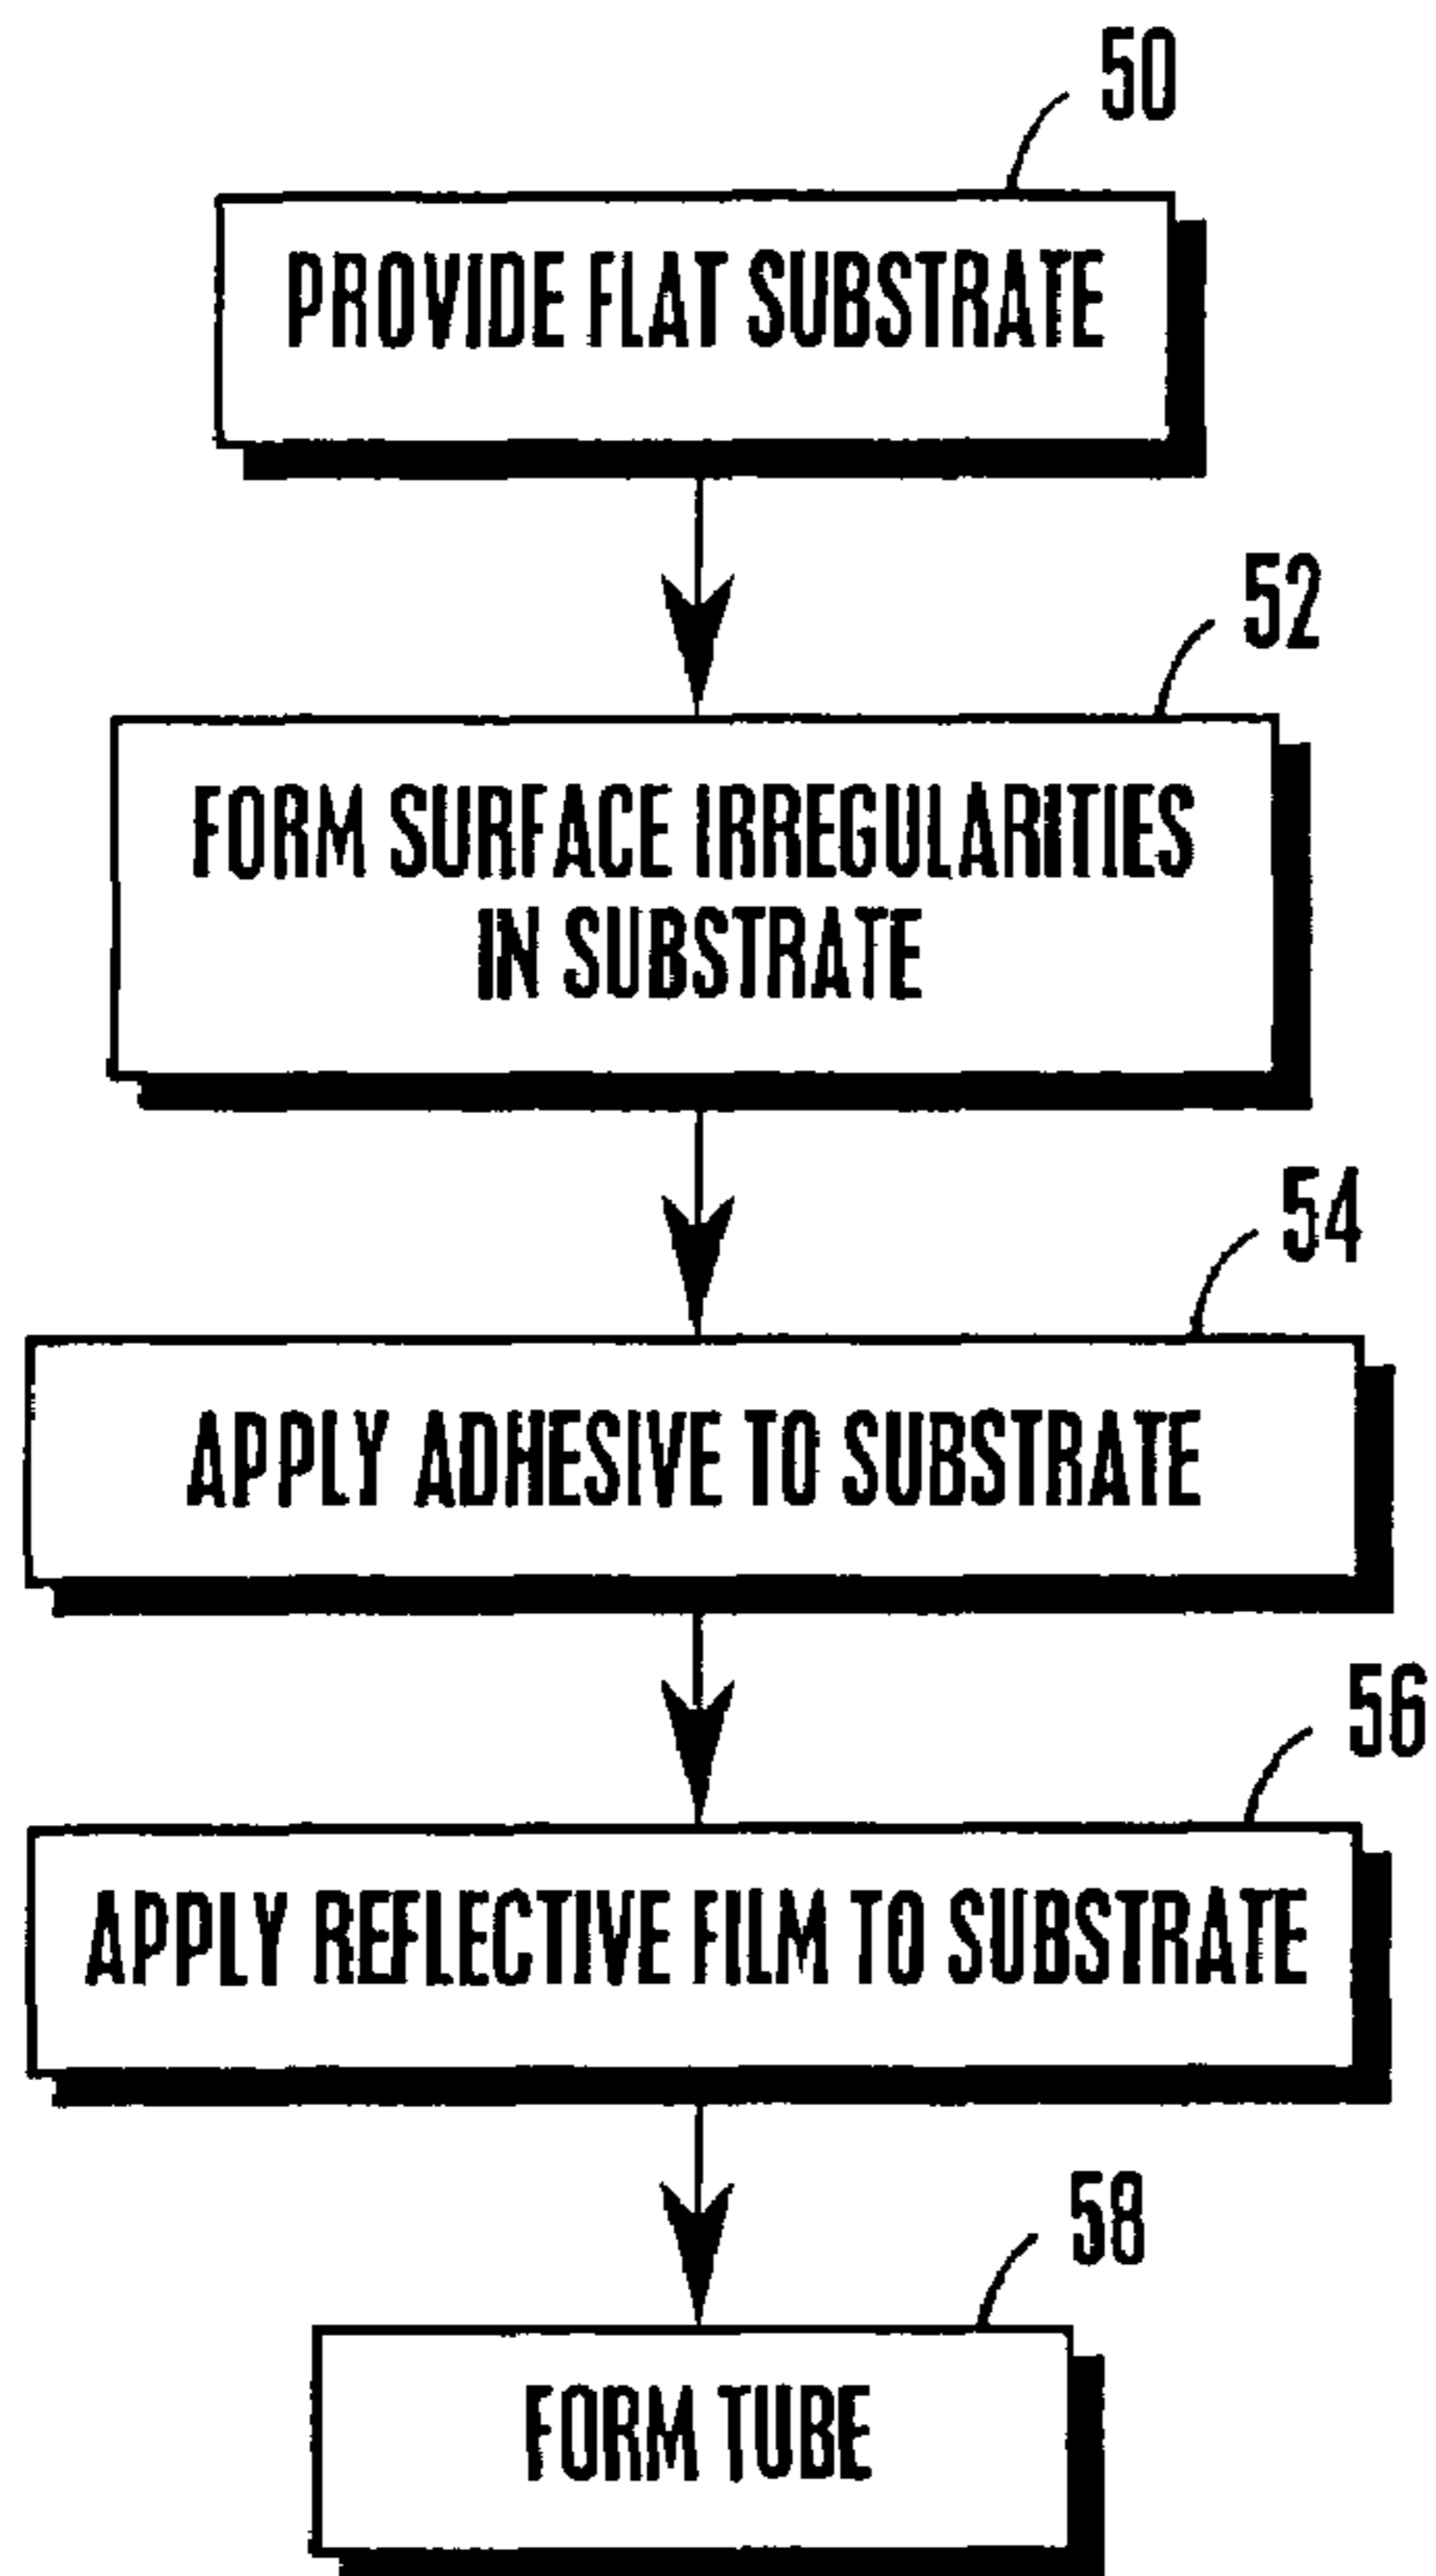 50
PROVIDE FLAT SUBSTRATE
52
FORM SURFACE IRREGULARITIES
IN SUBSTRATE
54
APPLY ADHESIVE TO SUBSTRATE
56
APPLY REFLECTIVE FILM TO SUBSTRATE
58
FORM TUBE